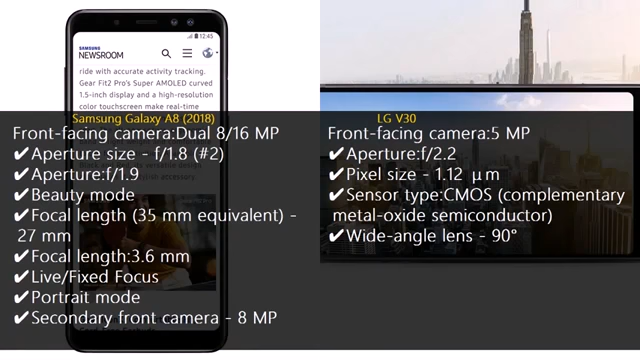 12:45
SAMSUNG
NEWSROOM
ride with accurate activity tracking.
Gear Fit2 Pro's Super AMOLED curved
1.5-inch display and a high-resolution
color touchscreen make real-time
Samsung Galaxy A8 (2018)
Front-facing camera:Dual 8/16 MP
✔Aperture size - f/1.8 (#2)
✔Aperture:f/1.9
✔Beauty mode
✔Focal length (35 mm equivalent) -
27 mm
✔Focal length:3.6 mm
✔Live/Fixed Focus
✔Portrait mode
✔Secondary front camera - 8 MP
LG V30
Front-facing camera:5 MP
✔Aperture:f/2.2
✔Pixel size - 1.12 μm
✔Sensor type:CMOS (complementary
metal-oxide semiconductor)
✔Wide-angle lens - 90°